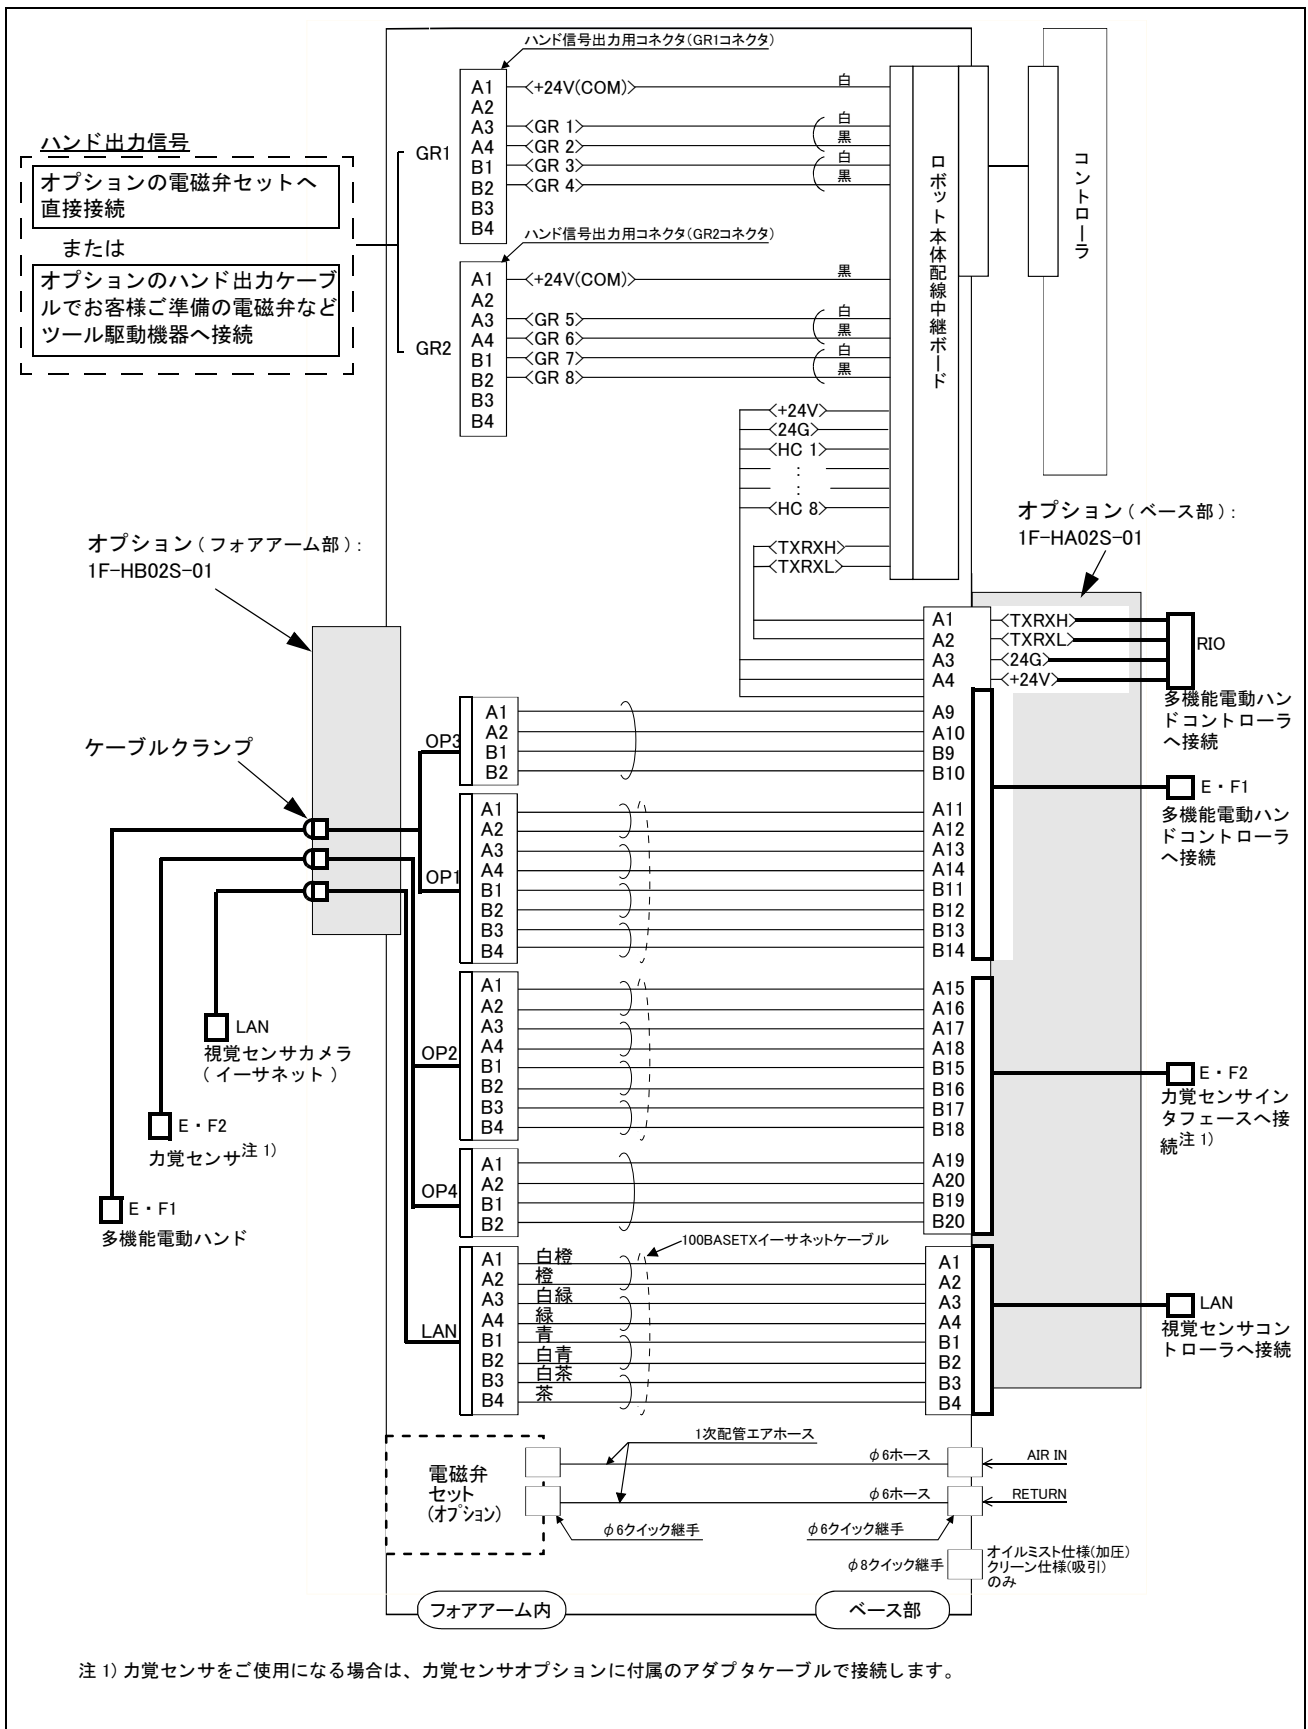 ハンド信号出力用コネクタ(GR1コネクタ)
A1 <+24V(COM)> 白
A2
A3 <GR 1> 白
A4 <GR 2> 黒
B1 <GR 3> 白
B2 <GR 4> 黒
B3
B4
GR1
ハンド出力信号
オプションの電磁弁セットへ
直接接続
または
オプションのハンド出力ケーブ
ルでお客様ご準備の電磁弁など
ツール駆動機器へ接続
ロボット本体配線中継ボード
コントローラ
ハンド信号出力用コネクタ(GR2コネクタ)
A1 <+24V(COM)> 黒
A2
A3 <GR 5> 白
A4 <GR 6> 黒
B1 <GR 7> 白
B2 <GR 8> 黒
B3
B4
GR2
<+24V>
<24G>
<HC 1>
:
:
<HC 8>
<TXRXH>
<TXRXL>
オプション(フォアアーム部):
1F-HB02S-01
オプション(ベース部):
1F-HA02S-01
A1 <TXRXH>
A2 <TXRXL>
A3 <24G>
A4 <+24V>
RIO
多機能電動ハン
ドコントローラ
へ接続
ケーブルクランプ
OP3
A1 A9
A2 A10
B1 B9
B2 B10
OP1
A1 A11
A2 A12
A3 A13
A4 A14
B1 B11
B2 B12
B3 B13
B4 B14
E・F1
多機能電動ハン
ドコントローラ
へ接続
OP2
A1 A15
A2 A16
A3 A17
A4 A18
B1 B15
B2 B16
B3 B17
B4 B18
LAN
視覚センサカメラ
(イーサネット)
E・F2
力覚センサ注 1)
E・F1
多機能電動ハンド
E・F2
力覚センサイン
タフェースへ接
続注 1)
OP4
A1 A19
A2 A20
B1 B19
B2 B20
100BASETXイーサネットケーブル
LAN
A1 白橙 A1
A2 橙 A2
A3 白緑 A3
A4 緑 A4
B1 青 B1
B2 白青 B2
B3 白茶 B3
B4 茶 B4
LAN
視覚センサコン
トローラへ接続
1次配管エアホース
電磁弁
セット
(オプション)
φ6ホース
AIR IN
φ6ホース
RETURN
φ6クイック継手
φ6クイック継手
φ8クイック継手
オイルミスト仕様(加圧)
クリーン仕様(吸引)
のみ
フォアアーム内
ベース部
注 1) 力覚センサをご使用になる場合は、力覚センサオプションに付属のアダプタケーブルで接続します。